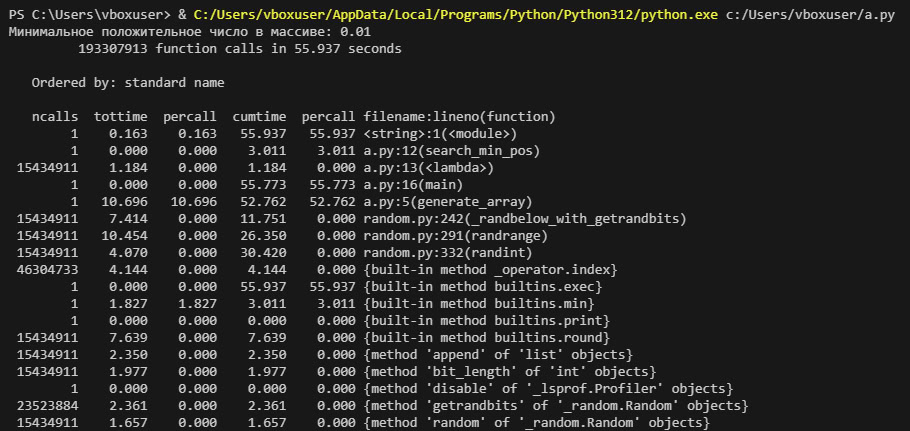 PS C:\Users\vboxuser> & C:/Users/vboxuser/AppData/Local/Programs/Python/Python312/python.exe c:/Users/vboxuser/a.py
Минимальное положительное число в массиве: 0.01
         193307913 function calls in 55.937 seconds
   Ordered by: standard name
   ncalls  tottime  percall  cumtime  percall filename:lineno(function)
        1    0.163    0.163   55.937   55.937 <string>:1(<module>)
        1    0.000    0.000    3.011    3.011 a.py:12(search_min_pos)
 15434911    1.184    0.000    1.184    0.000 a.py:13(<lambda>)
        1    0.000    0.000   55.773   55.773 a.py:16(main)
        1   10.696   10.696   52.762   52.762 a.py:5(generate_array)
 15434911    7.414    0.000   11.751    0.000 random.py:242(_randbelow_with_getrandbits)
 15434911   10.454    0.000   26.350    0.000 random.py:291(randrange)
 15434911    4.070    0.000   30.420    0.000 random.py:332(randint)
 46304733    4.144    0.000    4.144    0.000 {built-in method _operator.index}
        1    0.000    0.000   55.937   55.937 {built-in method builtins.exec}
        1    1.827    1.827    3.011    3.011 {built-in method builtins.min}
        1    0.000    0.000    0.000    0.000 {built-in method builtins.print}
 15434911    7.639    0.000    7.639    0.000 {built-in method builtins.round}
 15434911    2.350    0.000    2.350    0.000 {method 'append' of 'list' objects}
 15434911    1.977    0.000    1.977    0.000 {method 'bit_length' of 'int' objects}
        1    0.000    0.000    0.000    0.000 {method 'disable' of '_lsprof.Profiler' objects}
 23523884    2.361    0.000    2.361    0.000 {method 'getrandbits' of '_random.Random' objects}
 15434911    1.657    0.000    1.657    0.000 {method 'random' of '_random.Random' objects}